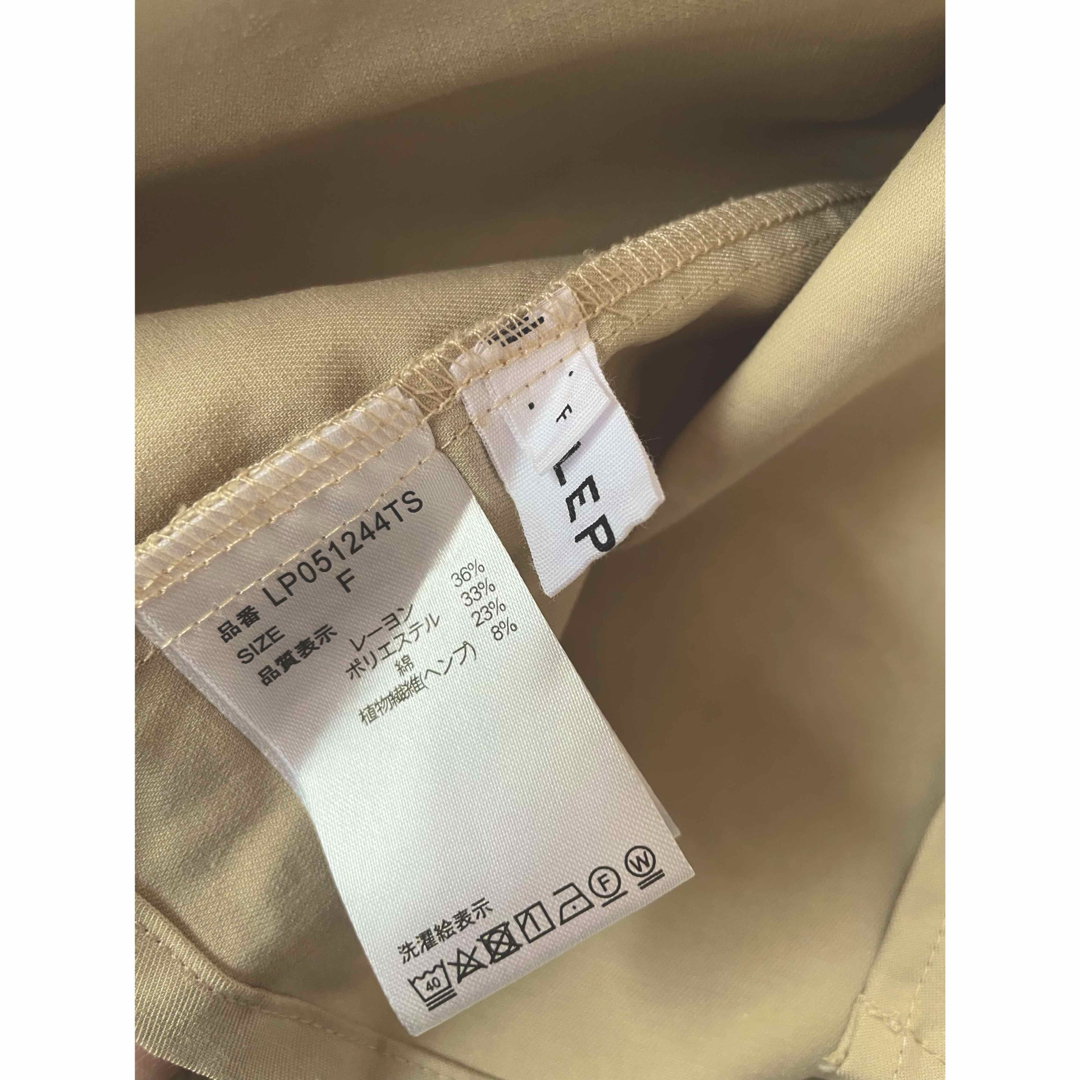 品番 LP051244TS
SIZE F
品質表示 レーヨン 36%
ポリエステル 33%
綿 23%
植物繊維(ヘンプ) 8%
洗濯絵表示
40
F
W
F
LEP